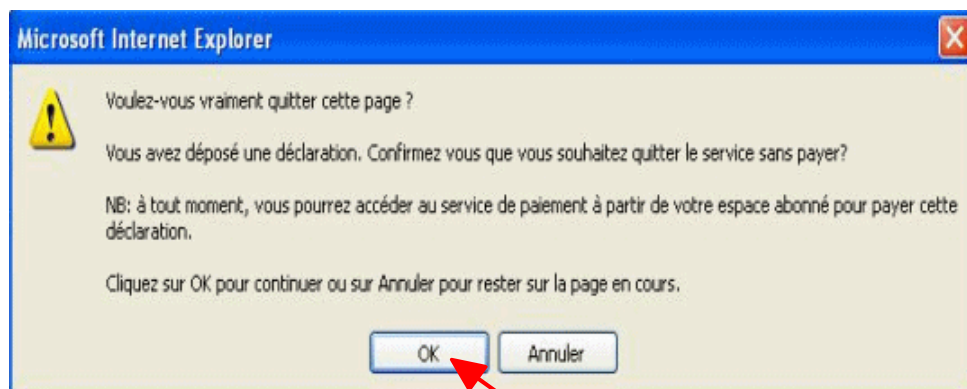 Microsoft Internet Explorer
Voulez-vous vraiment quitter cette page ?
Vous avez déposé une déclaration. Confirmez vous que vous souhaitez quitter le service sans payer?
NB: à tout moment, vous pourrez accéder au service de paiement à partir de votre espace abonné pour payer cette
déclaration.
Cliquez sur OK pour continuer ou sur Annuler pour rester sur la page en cours.
OK
Annuler